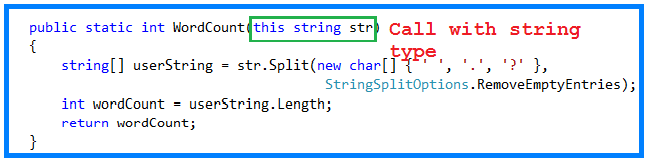 public static int WordCount(this string str) Call with string
type
{
string[] userString = str.Split(new char[] { ' ', '.', '?' },
StringSplitOptions.RemoveEmptyEntries);
int wordCount = userString.Length;
return wordCount;
}